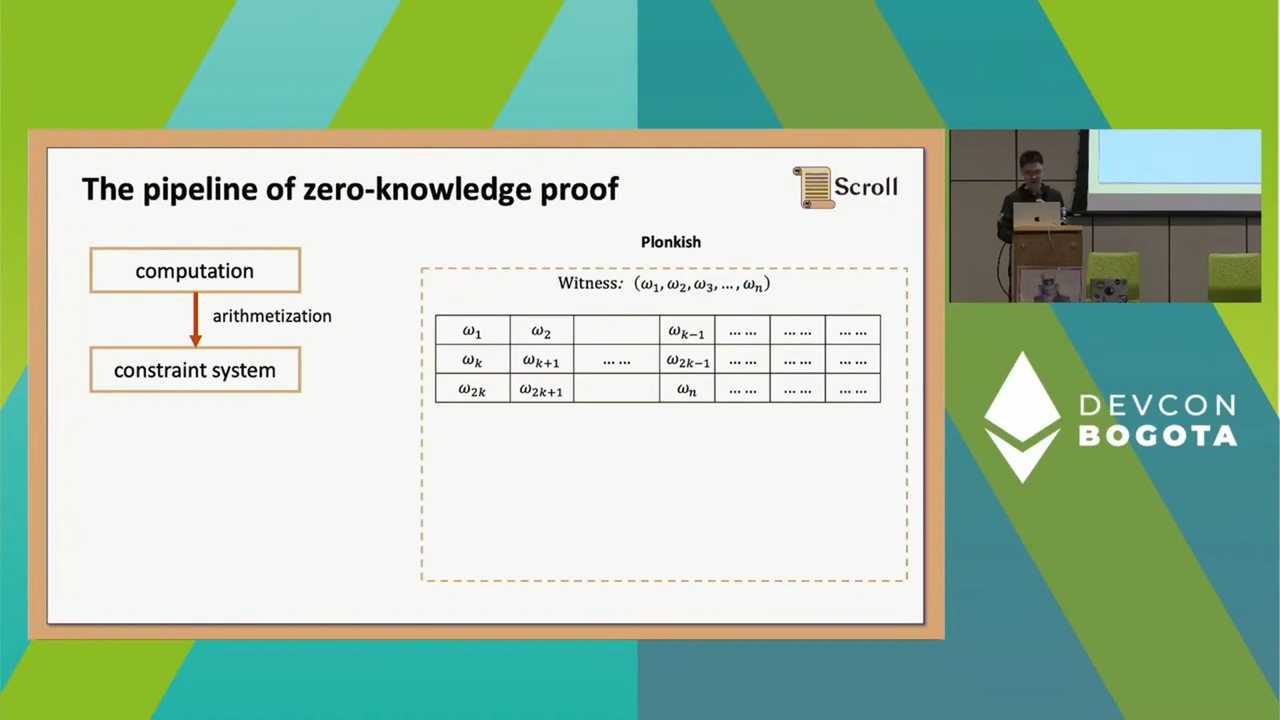 The pipeline of zero-knowledge proof
Scroll
computation
arithmetization
constraint system
Plonkish
Witness: (ω₁, ω₂, ω₃, …, ωₙ)
ω₁ ω₂ ωₖ₋₁ … … … … … …
ωₖ ωₖ₊₁ … … ω₂ₖ₋₁ … … … … … …
ω₂ₖ ω₂ₖ₊₁ ωₙ … … … … … …
DEVCON
BOGOTA